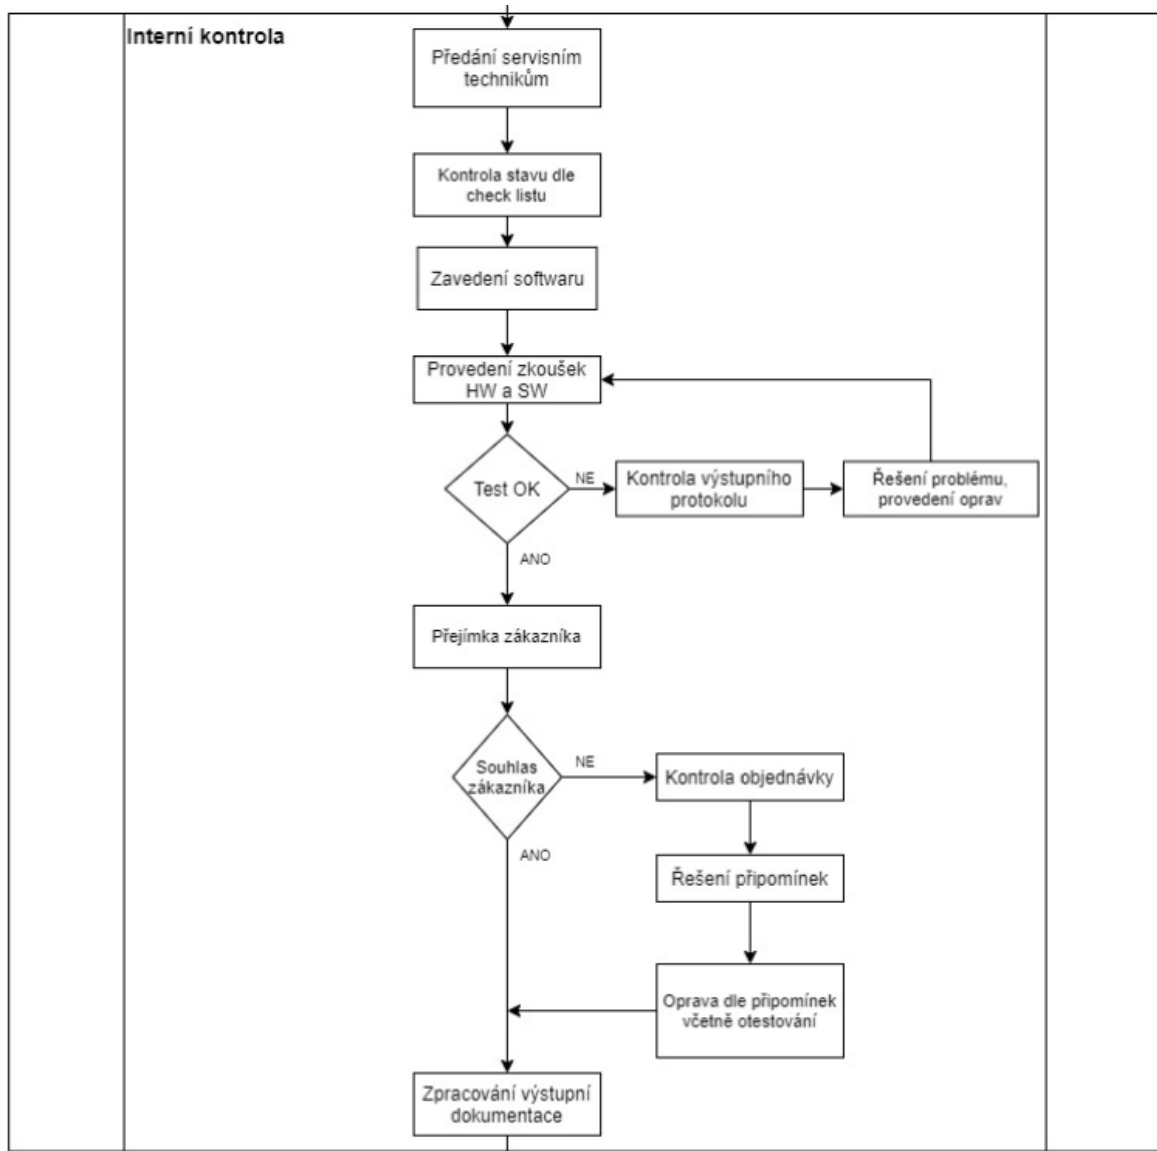 Interní kontrola
Předání servisním
technikům
Kontrola stavu dle
check listu
Zavedení softwaru
Provedení zkoušek
HW a SW
Test OK
NE
Kontrola výstupního
protokolu
Řešení problému,
provedení oprav
ANO
Přejímka zákazníka
Souhlas
zákazníka
NE
Kontrola objednávky
ANO
Řešení připomínek
Oprava dle připomínek
včetně otestování
Zpracování výstupní
dokumentace